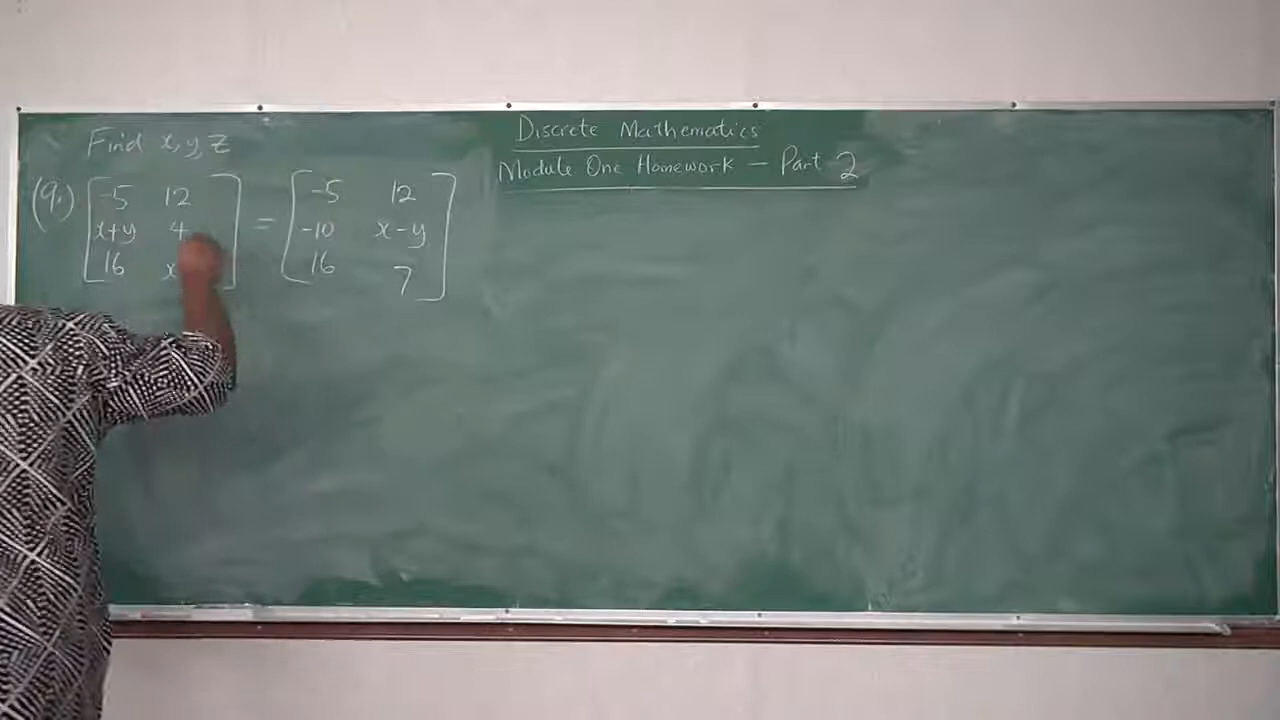 Discrete Mathematics
Module One Homework - Part 2
Find x, y, z
(9.) [-5 12] = [-5 12]
[x+y 4] [-10 x-y]
[16 x] [16 7]